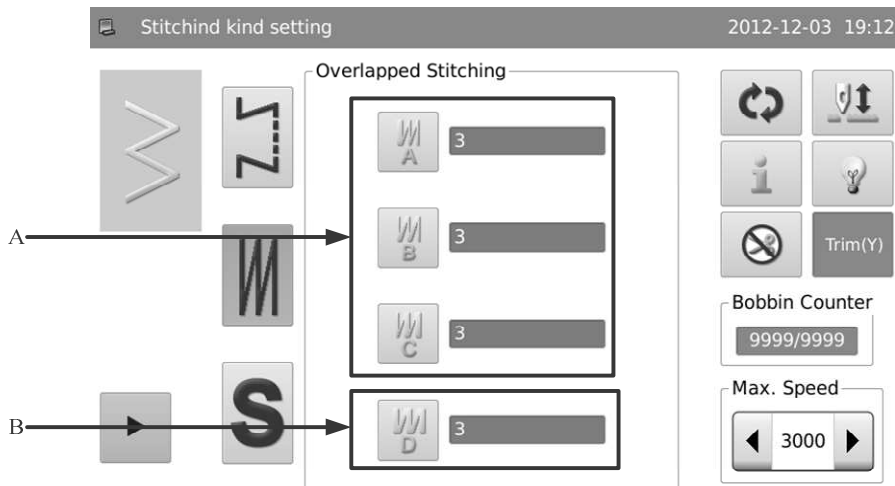 Stitchind kind setting
2012-12-03 19:12
Overlapped Stitching
A
3
B
3
C
3
D
3
A
B
S
Trim(Y)
Bobbin Counter
9999/9999
Max. Speed
3000